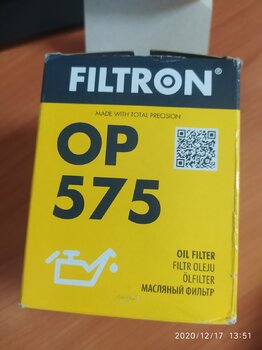 FILTRON®
MADE WITH TOTAL PRECISION
OP
575
OIL FILTER
FILTR OLEJU
ÖLFILTER
МАСЛЯНЫЙ ФИЛЬТР
2020/12/17 13:51